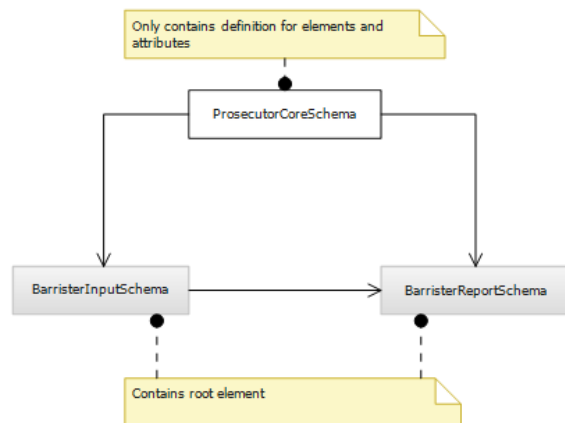 Only contains definition for elements and
attributes
ProsecutorCoreSchema
BarristerInputSchema
BarristerReportSchema
Contains root element